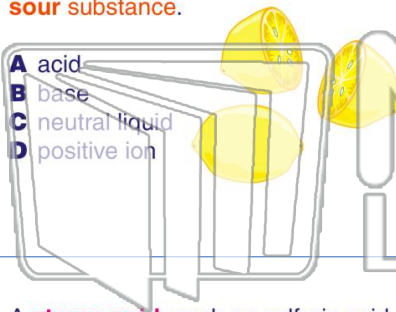 sour substance.
A acid
B base
C neutral liquid
D positive ion